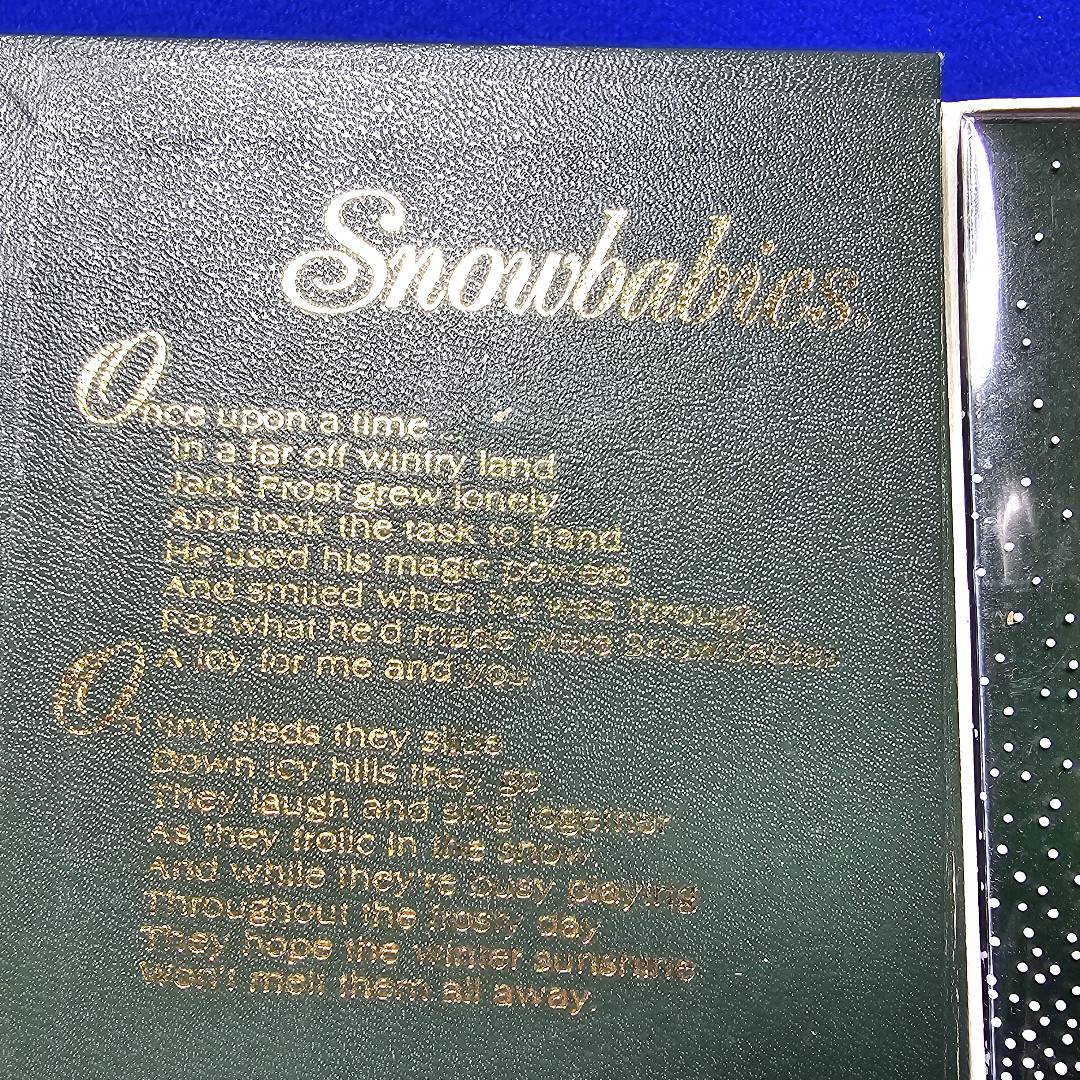 Snowbabies®
Once upon a time...
In a far off wintry land
Jack Frost grew lonely
And took the task to hand
He used his magic powers
And smiled when he was through,
For what he'd made were Snowbabies
A joy for me and you.
On tiny sleds they slide
Down icy hills they go
They laugh and sing together
As they frolic in the snow.
And while they're busy playing
Throughout the frosty day
They hope the winter sunshine
Won't melt them all away.